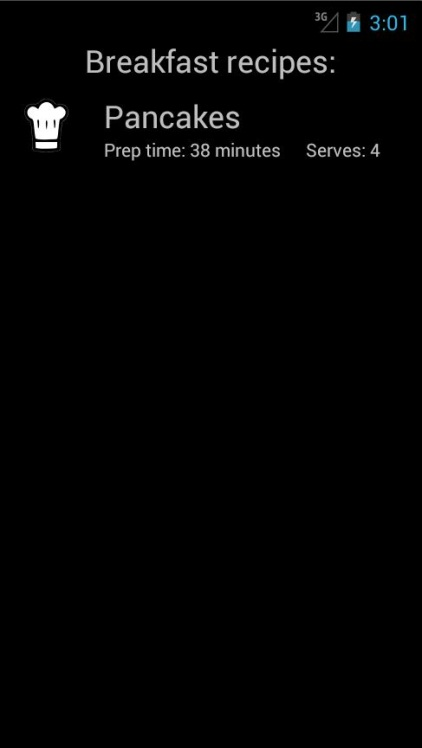 3G 3:01
Breakfast recipes:
Pancakes
Prep time: 38 minutes Serves: 4